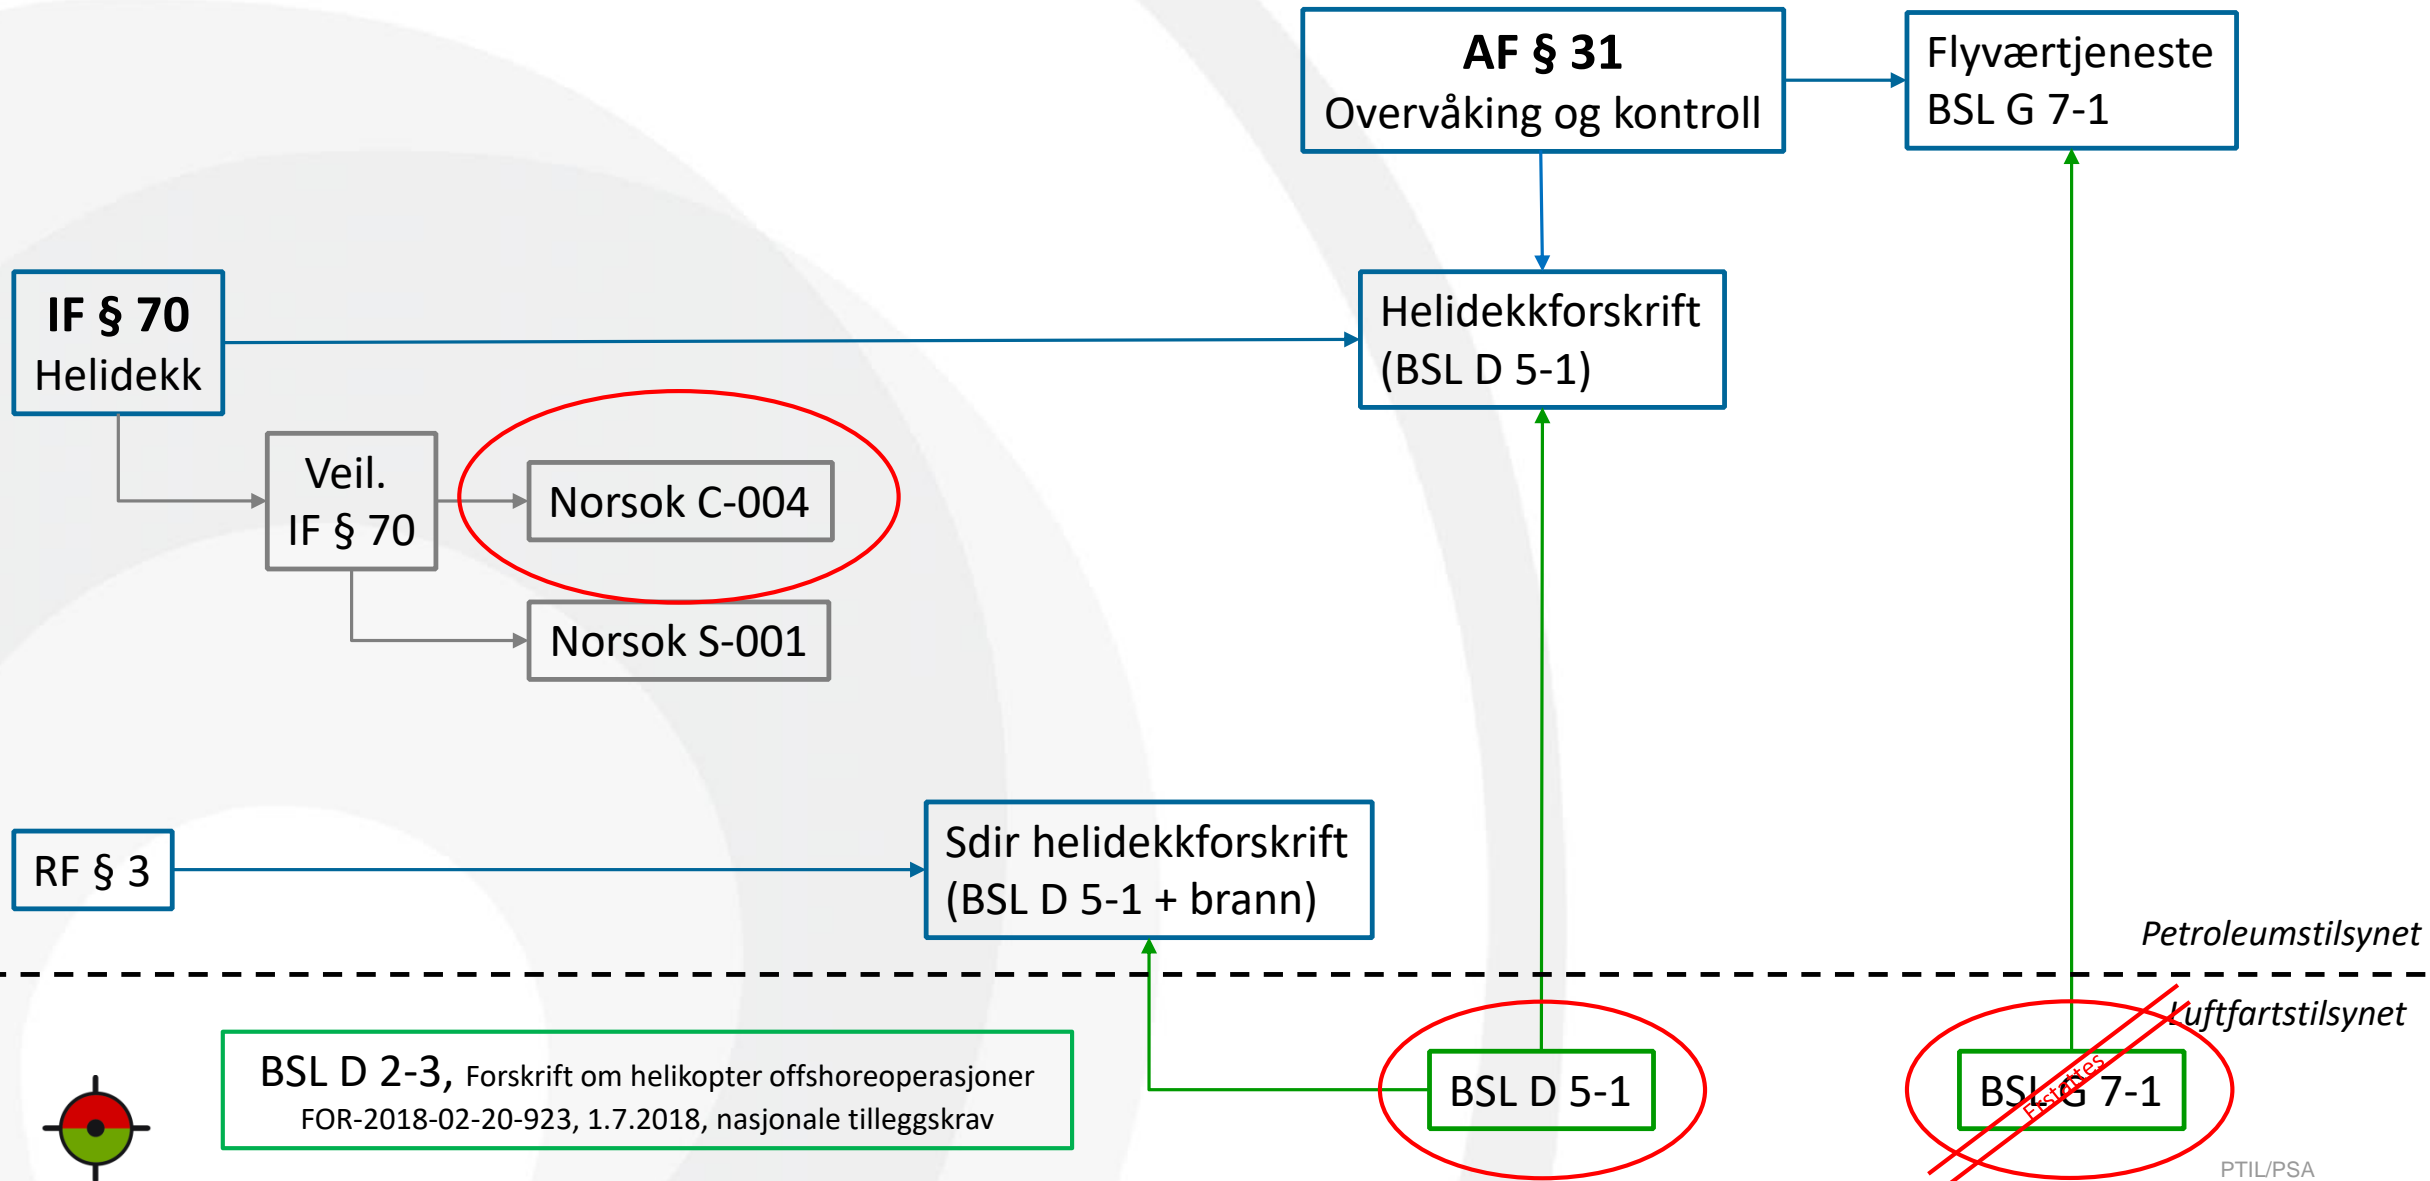 AF § 31
Overvåking og kontroll
Flyværtjeneste
BSL G 7-1
IF § 70
Helidekk
Helidekkforskrift
(BSL D 5-1)
Veil.
IF § 70
Norsok C-004
Norsok S-001
RF § 3
Sdir helidekkforskrift
(BSL D 5-1 + brann)
Petroleumstilsynet
Luftfartstilsynet
BSL D 2-3, Forskrift om helikopter offshoreoperasjoner
FOR-2018-02-20-923, 1.7.2018, nasjonale tilleggskrav
BSL D 5-1
BSL G 7-1
Erstattes
PTIL/PSA